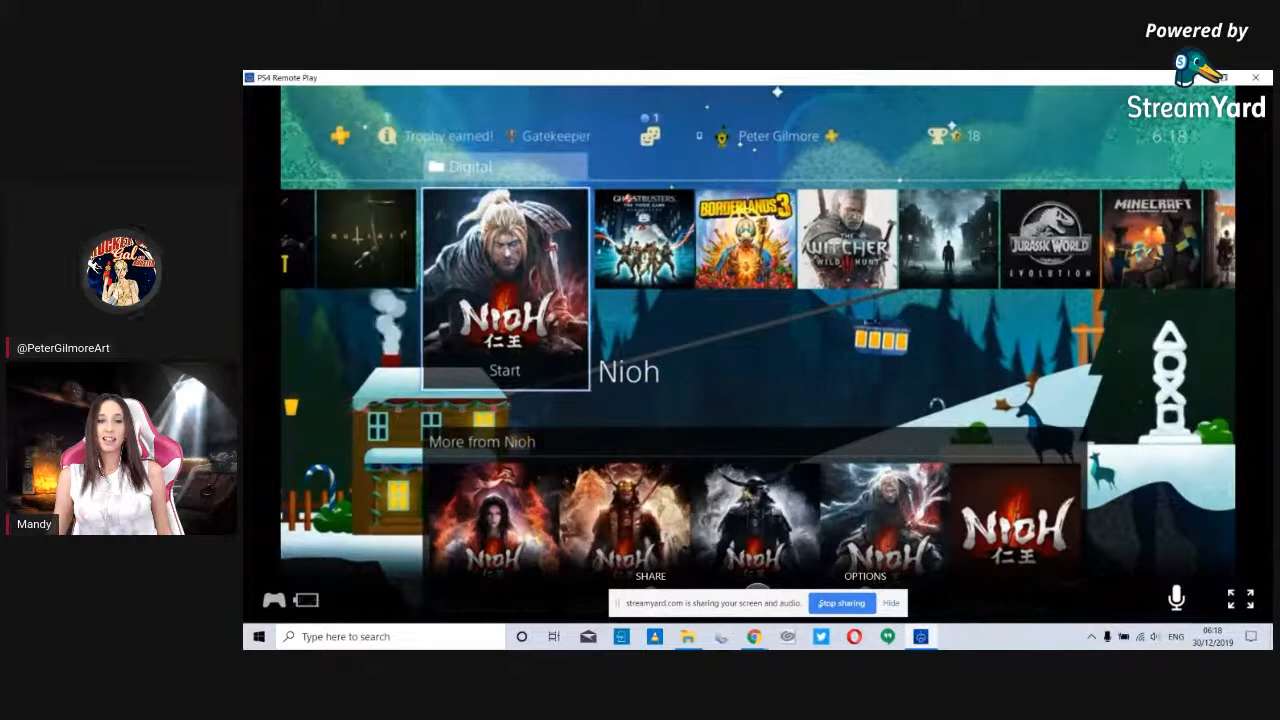 Powered by
StreamYard
PS4 Remote Play
Trophy earned! Gatekeeper
1
Peter Gilmore
18
6:18
Digital
GHOSTBUSTERS
BORDERLANDS 3
THE WITCHER WILD HUNT
JURASSIC WORLD EVOLUTION
MINECRAFT
NIOH
仁王
Start
Nioh
More from Nioh
NIOH
NIOH
NIOH
NIOH
NIOH
仁王
SHARE
OPTIONS
streamyard.com is sharing your screen and audio.
Stop sharing
Hide
@PeterGilmoreArt
Mandy
Type here to search
ENG
06:18
30/12/2019